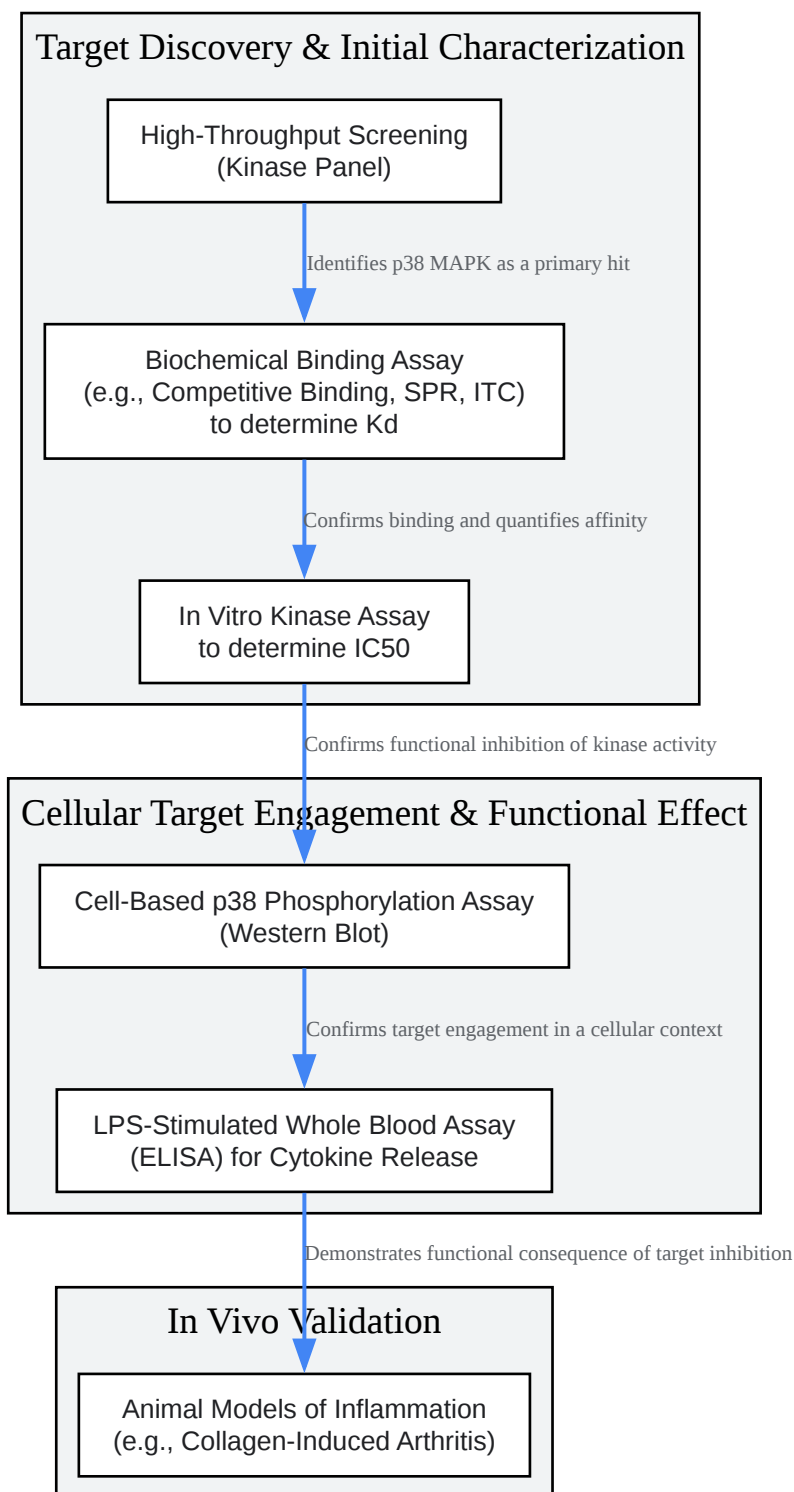 Target Discovery & Initial Characterization
High-Throughput Screening
(Kinase Panel)
Identifies p38 MAPK as a primary hit
Biochemical Binding Assay
(e.g., Competitive Binding, SPR, ITC)
to determine Kd
Confirms binding and quantifies affinity
In Vitro Kinase Assay
to determine IC50
Confirms functional inhibition of kinase activity
Cellular Target Engagement & Functional Effect
Cell-Based p38 Phosphorylation Assay
(Western Blot)
Confirms target engagement in a cellular context
LPS-Stimulated Whole Blood Assay
(ELISA) for Cytokine Release
Demonstrates functional consequence of target inhibition
In Vivo Validation
Animal Models of Inflammation
(e.g., Collagen-Induced Arthritis)